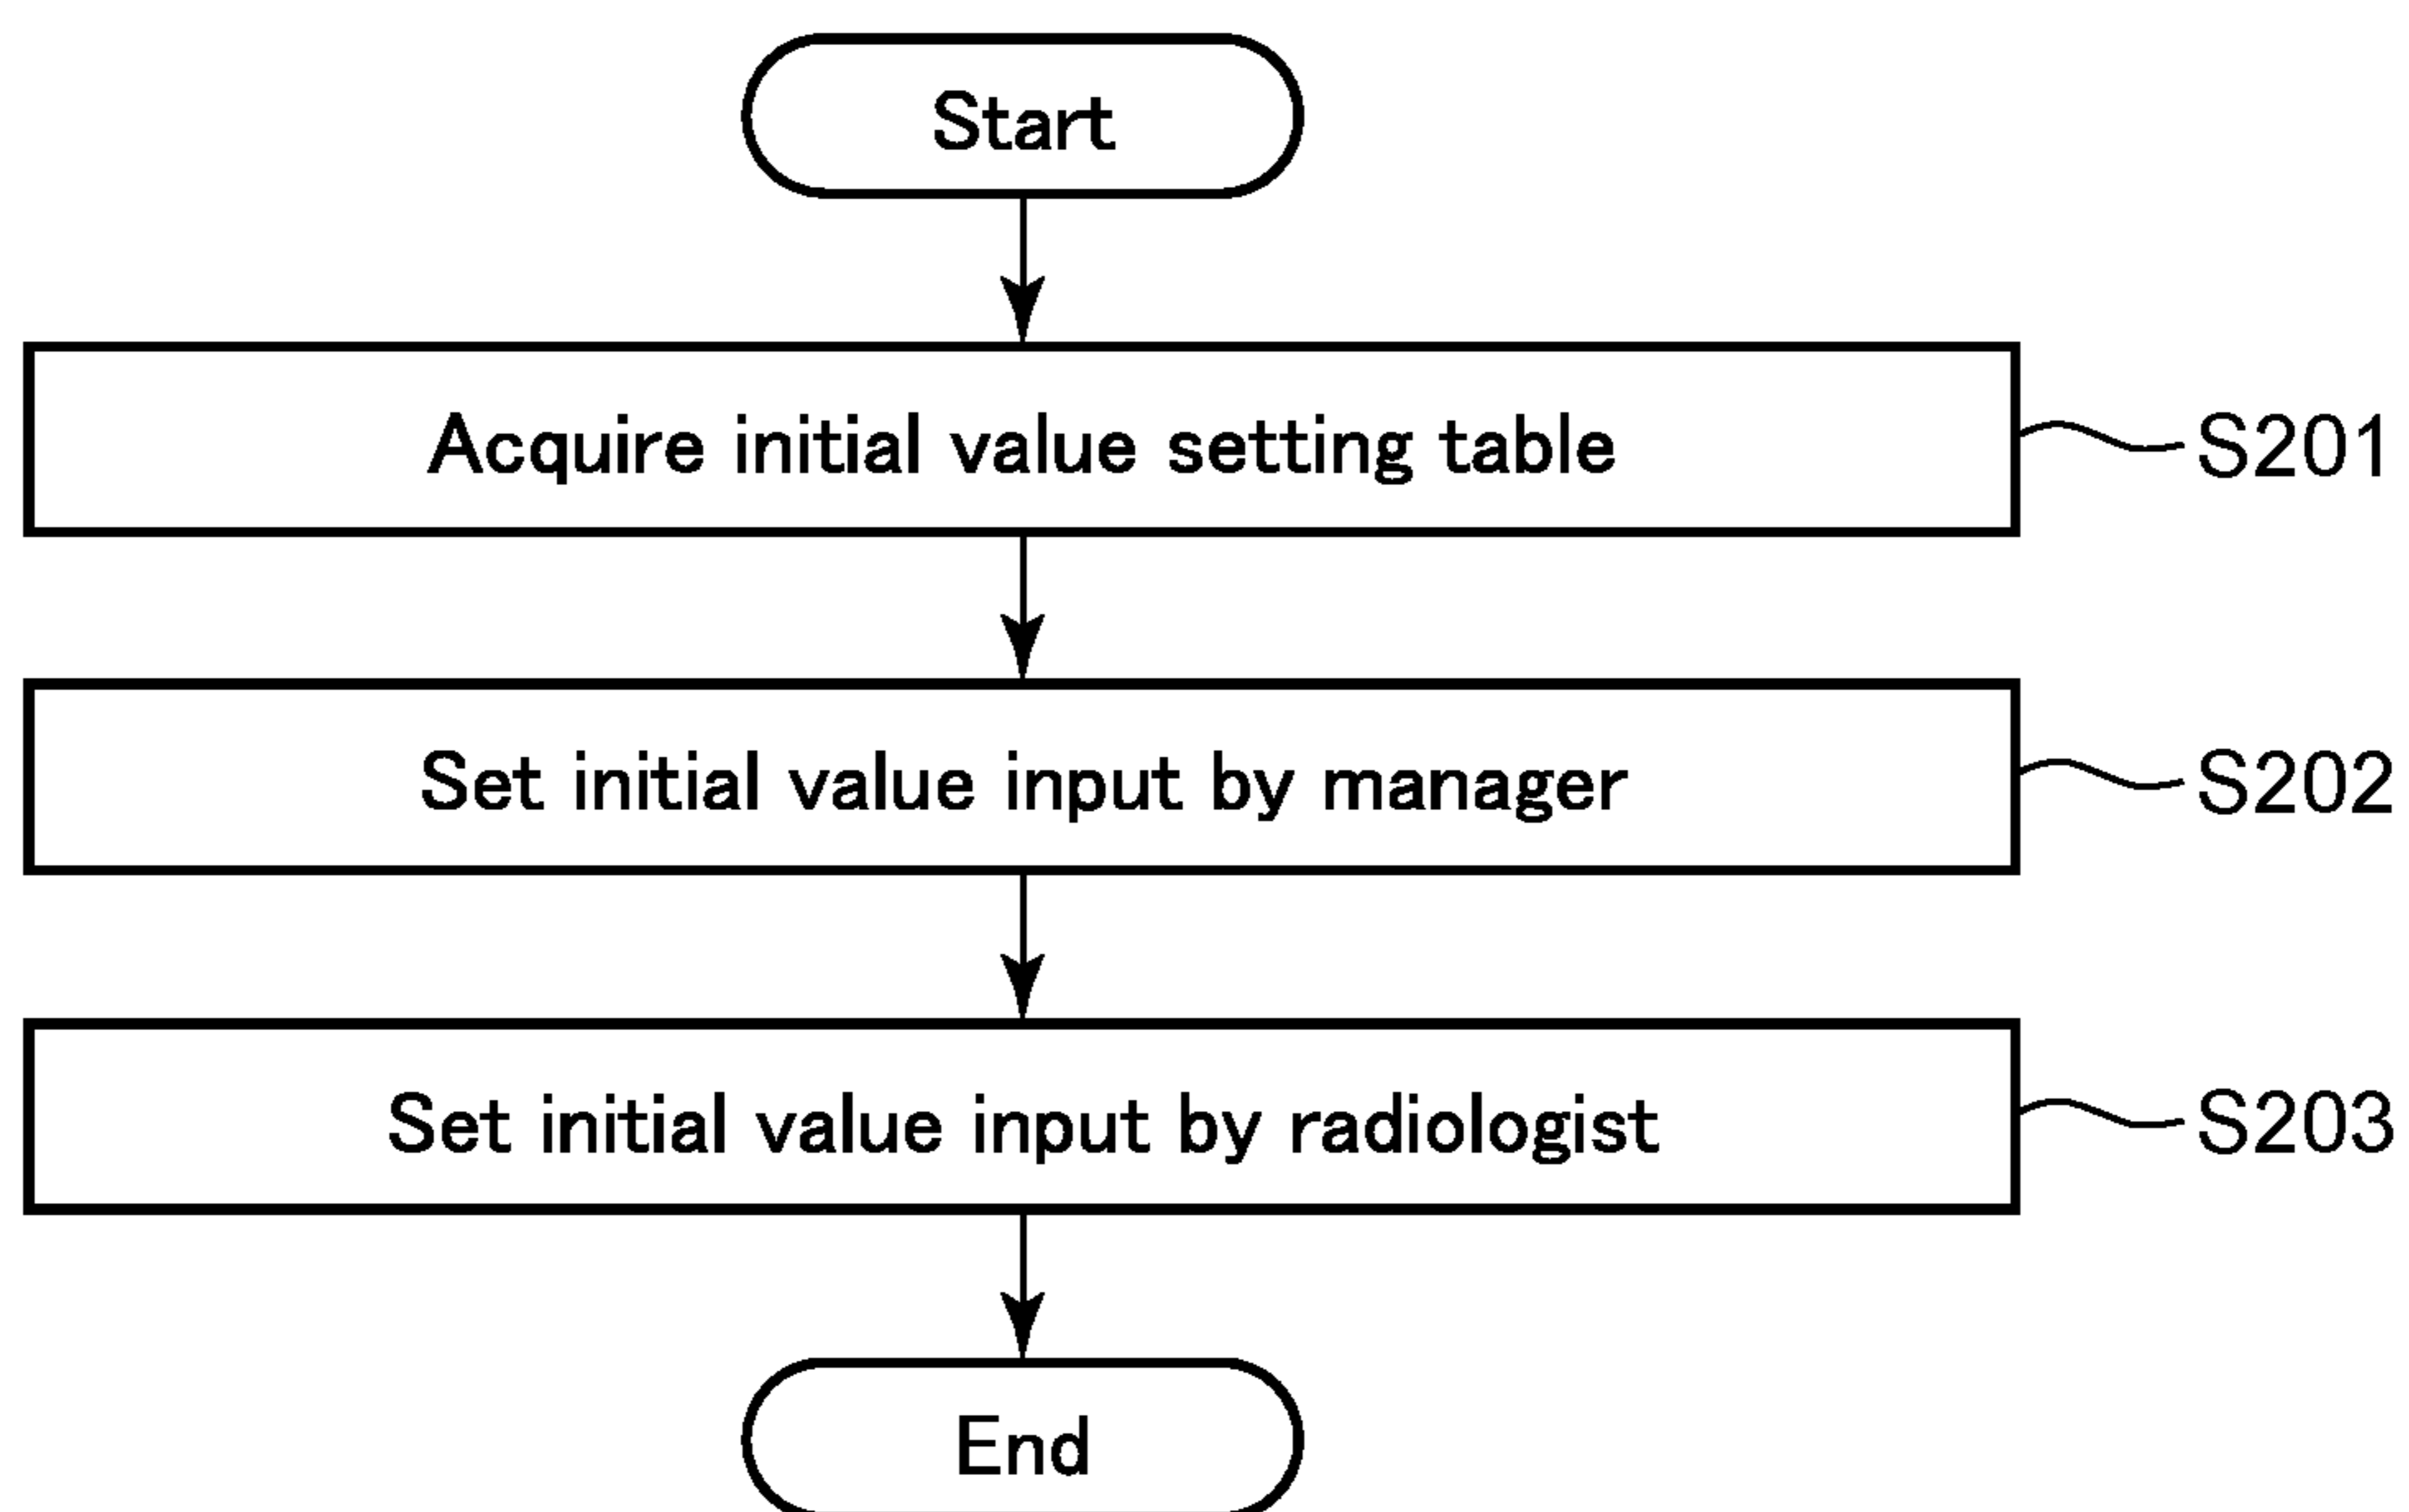 Start
Acquire initial value setting table
S201
Set initial value input by manager
S202
Set initial value input by radiologist
S203
End